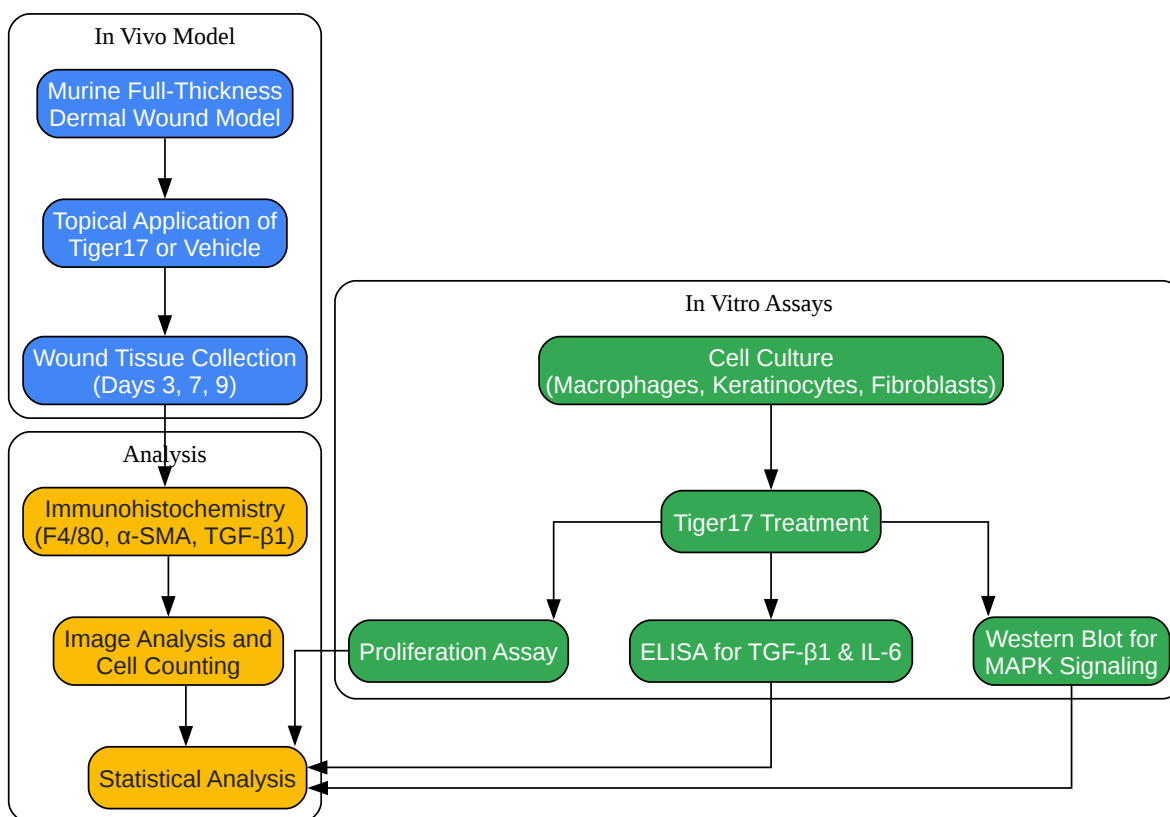 In Vivo Model
Murine Full-Thickness
Dermal Wound Model
Topical Application of
Tiger17 or Vehicle
Wound Tissue Collection
(Days 3, 7, 9)
Analysis
Immunohistochemistry
(F4/80, α-SMA, TGF-β1)
Image Analysis and
Cell Counting
Statistical Analysis
In Vitro Assays
Cell Culture
(Macrophages, Keratinocytes, Fibroblasts)
Tiger17 Treatment
Proliferation Assay
ELISA for TGF-β1 & IL-6
Western Blot for
MAPK Signaling